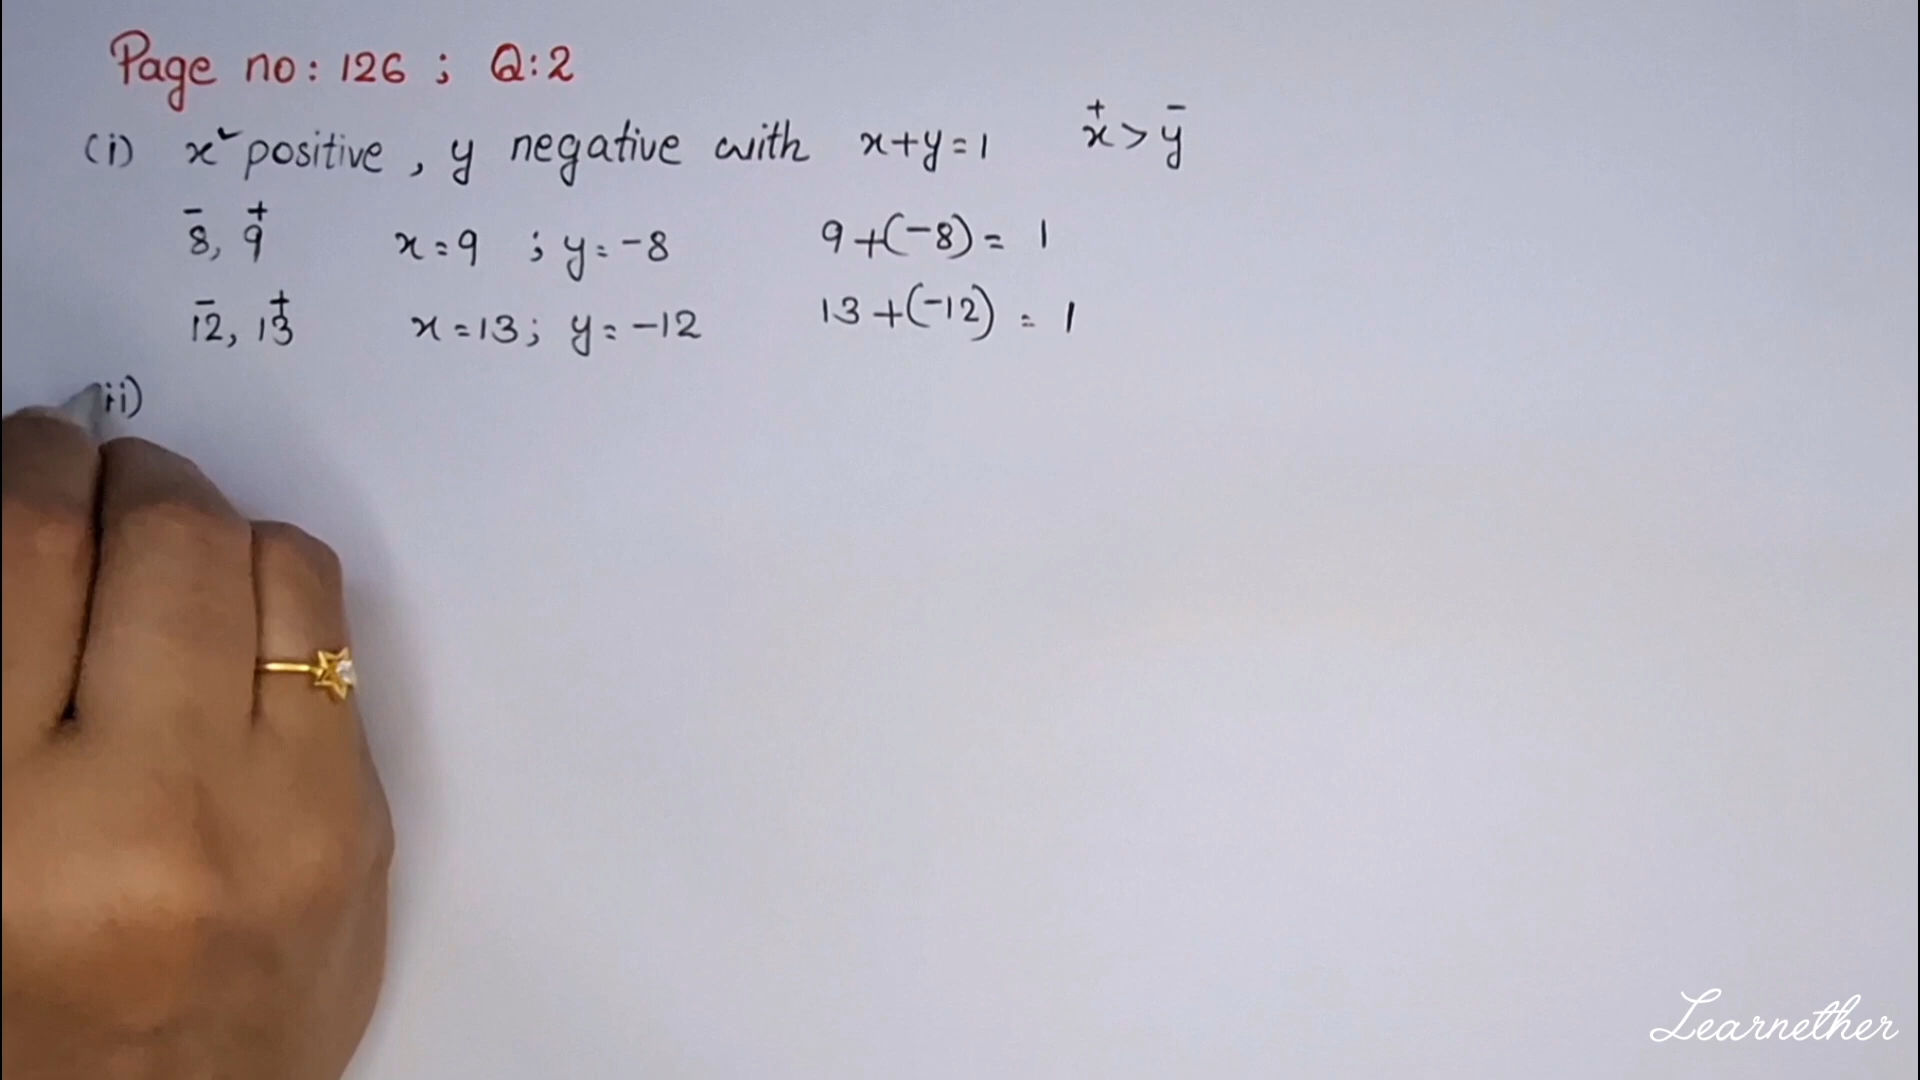 Page no: 126 ; Q:2
(i) x✓ positive, y negative with x+y=1 x⁺ > y⁻
8⁻, 9⁺ x=9 ; y=-8 9+(-8)= 1
12⁻, 13⁺ x=13; y=-12 13+(-12) = 1
ii)
Learnether